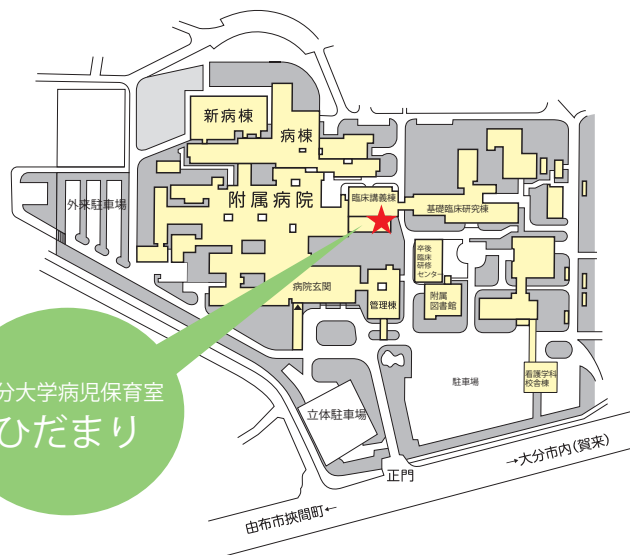 新病棟
病棟
附属病院
臨床講義棟
基礎臨床研究棟
外来駐車場
卒後
臨床
研修
センター
病院玄関
管理棟
附属
図書館
看護学科
校舎棟
駐車場
分大学病児保育室
ひだまり
立体駐車場
正門
→大分市内(賀来)
由布市挾間町←